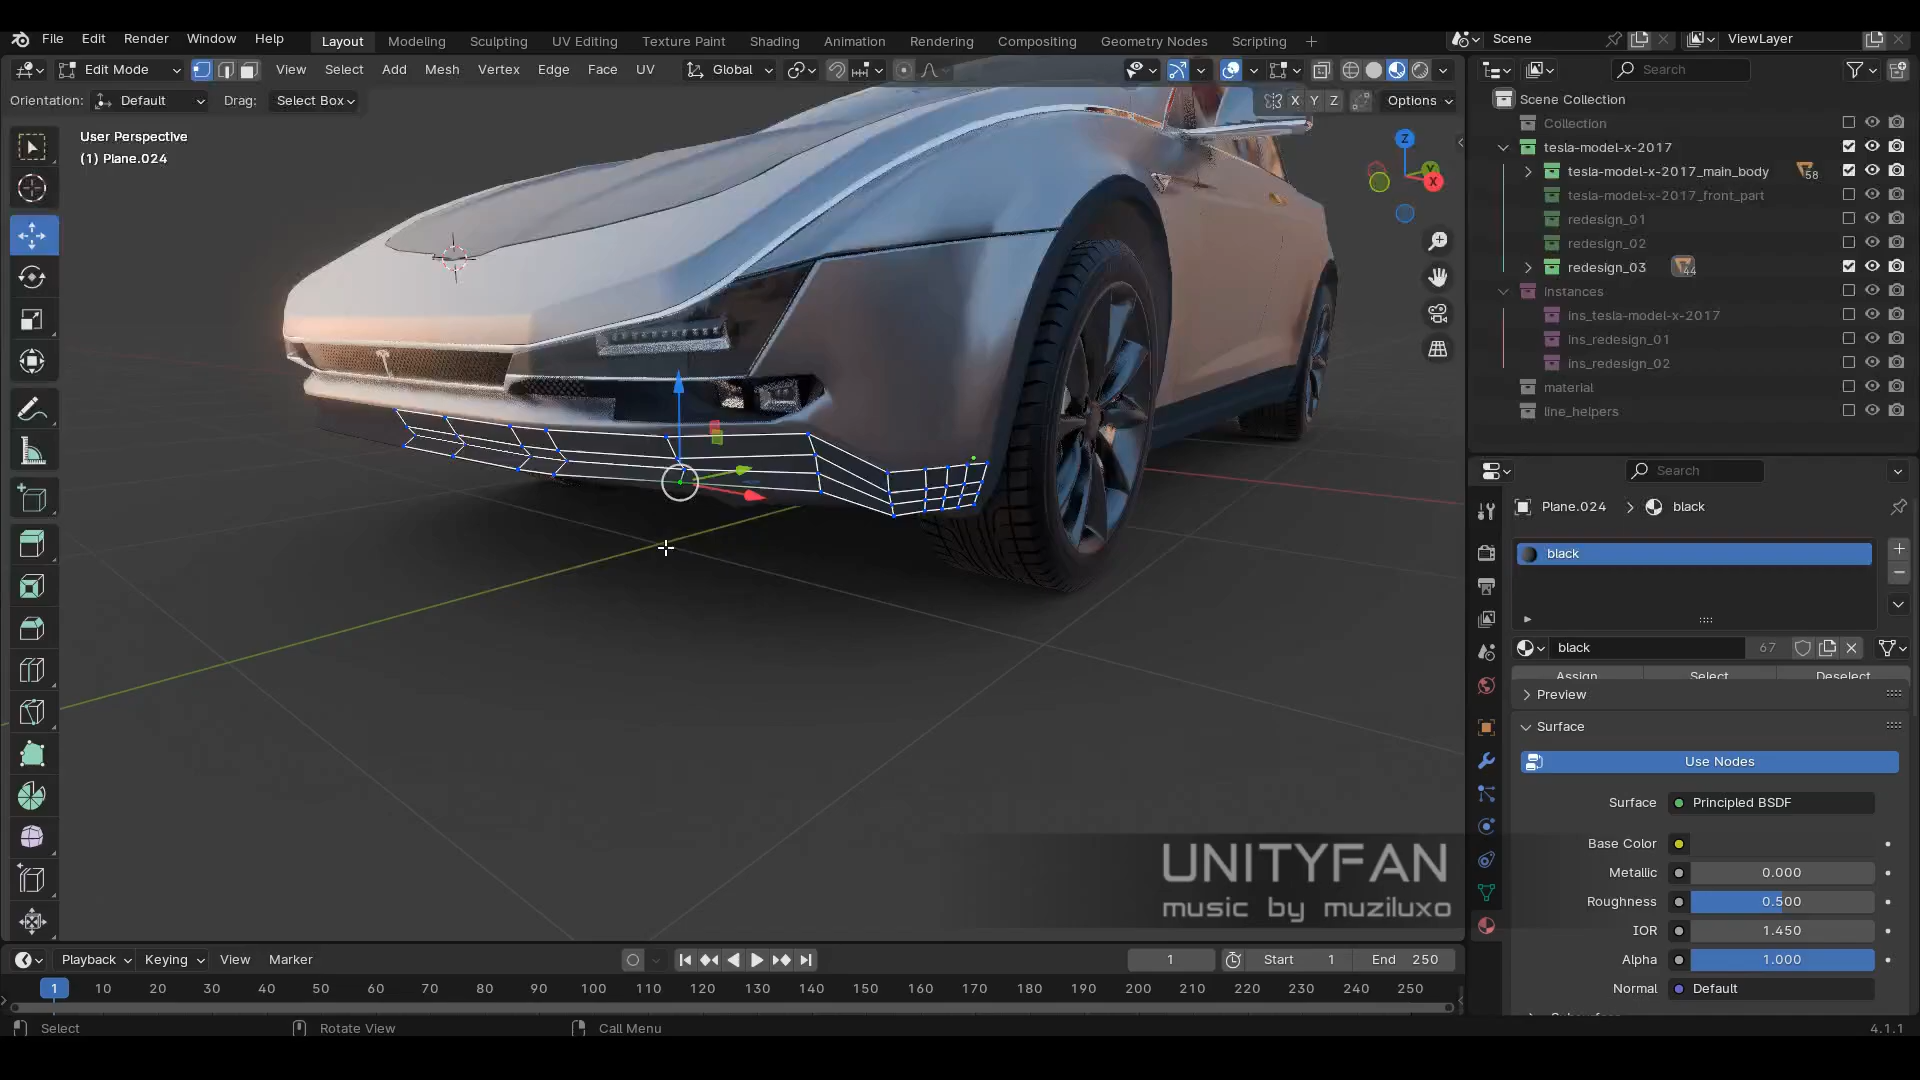 File Edit Render Window Help Layout Modeling Sculpting UV Editing Texture Paint Shading Animation Rendering Compositing Geometry Nodes Scripting + Scene ViewLayer
Edit Mode View Select Add Mesh Vertex Edge Face UV Global Search
Orientation: Default Drag: Select Box X Y Z Options
Scene Collection
Collection
tesla-model-x-2017
tesla-model-x-2017_main_body 58
tesla-model-x-2017_front_part
redesign_01
redesign_02
redesign_03 44
instances
ins_tesla-model-x-2017
ins_redesign_01
ins_redesign_02
material
line_helpers
User Perspective
(1) Plane.024
Z
Y
X
Search
Plane.024 > black
black
black 67
Assign Select Deselect
Preview
Surface
Use Nodes
Surface Principled BSDF
Base Color
Metallic 0.000
Roughness 0.500
IOR 1.450
Alpha 1.000
Normal Default
UNITYFAN
music by muziluxo
Playback Keying View Marker 1 Start 1 End 250
1 10 20 30 40 50 60 70 80 90 100 110 120 130 140 150 160 170 180 190 200 210 220 230 240 250
Select Rotate View Call Menu 4.1.1